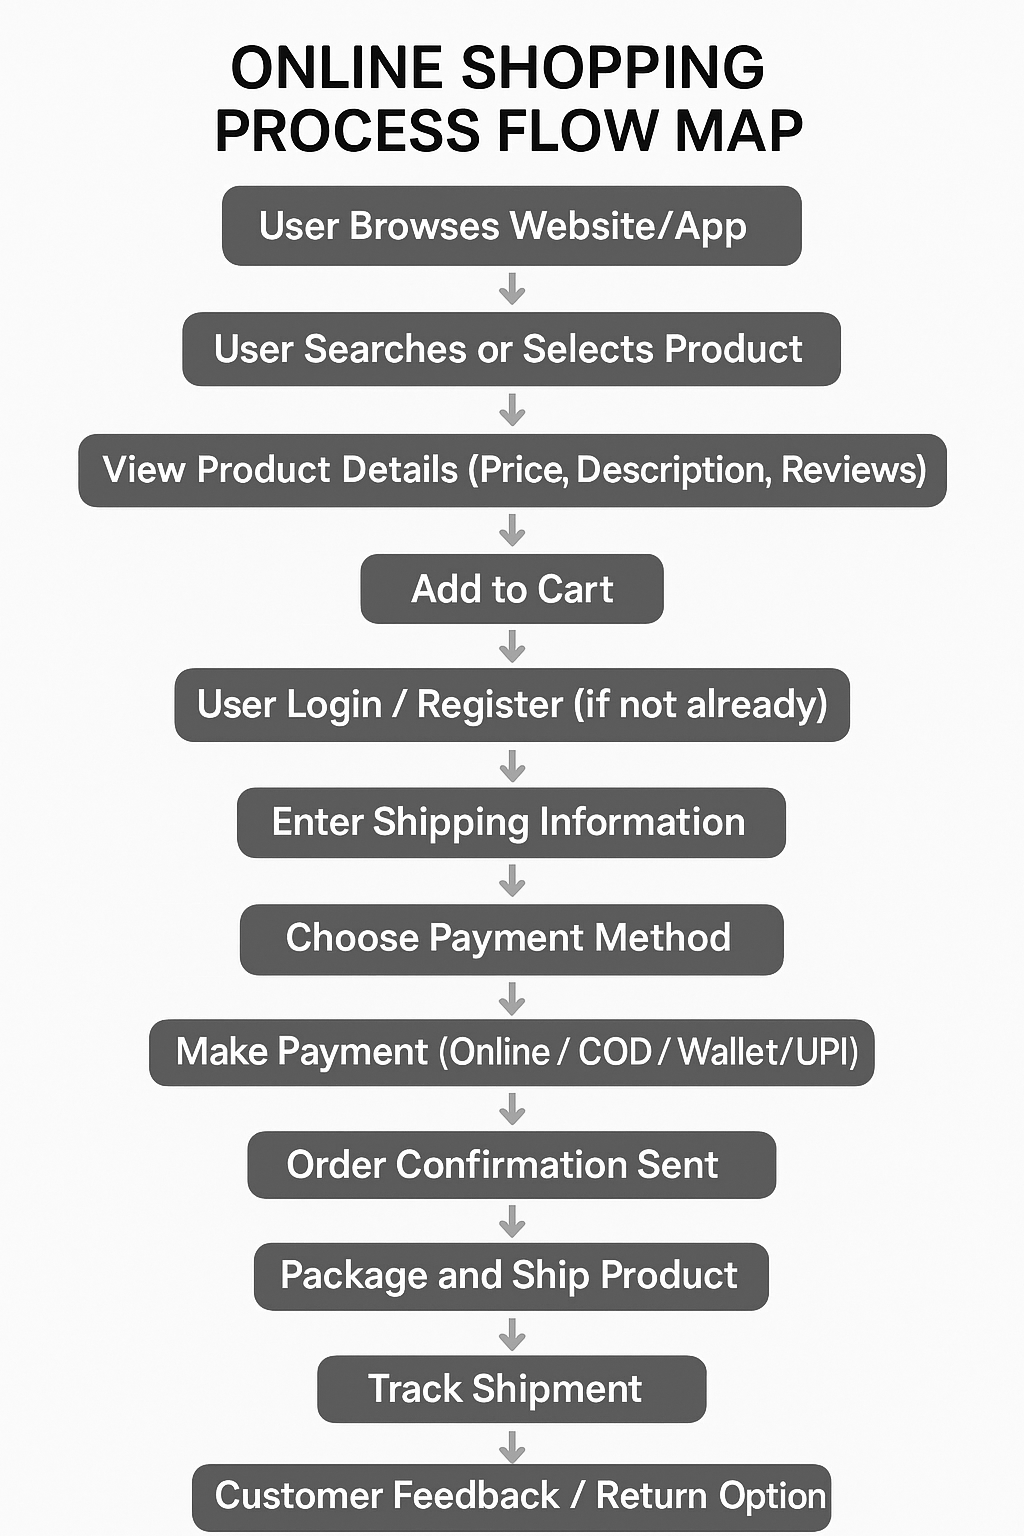 ONLINE SHOPPING
PROCESS FLOW MAP
User Browses Website/App
User Searches or Selects Product
View Product Details (Price, Description, Reviews)
Add to Cart
User Login / Register (if not already)
Enter Shipping Information
Choose Payment Method
Make Payment (Online / COD / Wallet/UPI)
Order Confirmation Sent
Package and Ship Product
Track Shipment
Customer Feedback / Return Option